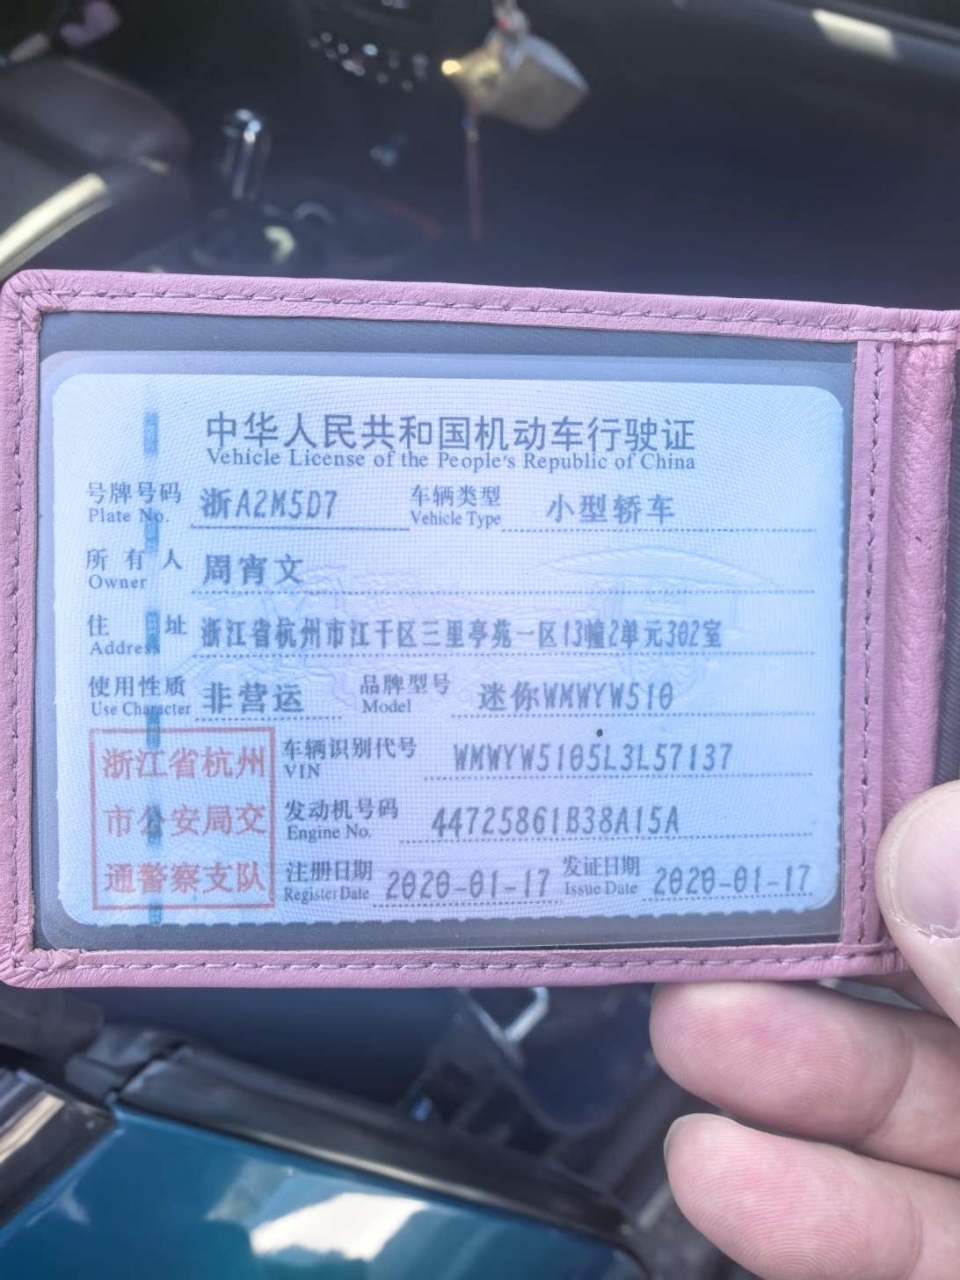 中华人民共和国机动车行驶证
Vehicle License of the People's Republic of China
号牌号码 浙A2M5D7 车辆类型 小型轿车
Plate No. Vehicle Type
所有人 周宵文
Owner
住址 浙江省杭州市江干区三里亭苑一区13幢2单元302室
Address
使用性质 非营运 品牌型号 迷你WMWYW510
Use Character Model
浙江省杭州
市公安局交
通警察支队
车辆识别代号 WMWYW5105L3L57137
VIN
发动机号码 44725861B38A15A
Engine No.
注册日期 2020-01-17 发证日期 2020-01-17
Register Date Issue Date